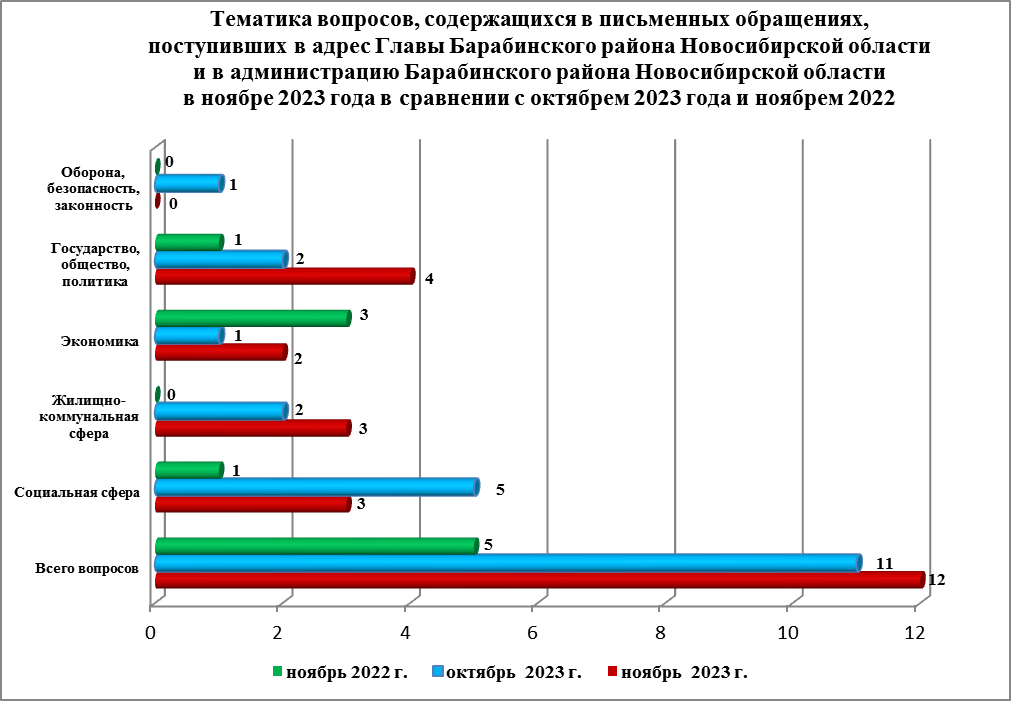 Тематика вопросов, содержащихся в письменных обращениях,
поступивших в адрес Главы Барабинского района Новосибирской области
и в администрацию Барабинского района Новосибирской области
в ноябре 2023 года в сравнении с октябрем 2023 года и ноябрем 2022
Оборона,
безопасность,
законность
0
1
0
Государство,
общество,
политика
1
2
4
Экономика
3
1
2
Жилищно-
коммунальная
сфера
0
2
3
Социальная сфера
1
5
3
Всего вопросов
5
11
12
0 2 4 6 8 10 12
ноябрь 2022 г. октябрь 2023 г. ноябрь 2023 г.